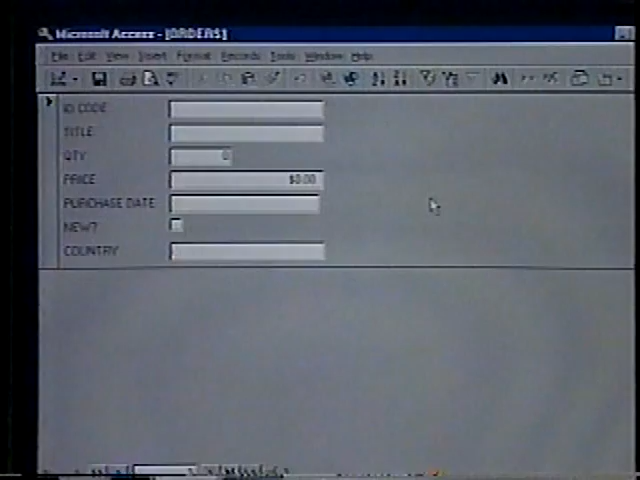 Microsoft Access - [ORDERS]
File Edit View Insert Format Records Tools Window Help
ID CODE
TITLE
QTY 0
PRICE $0.00
PURCHASE DATE
NEW?
COUNTRY